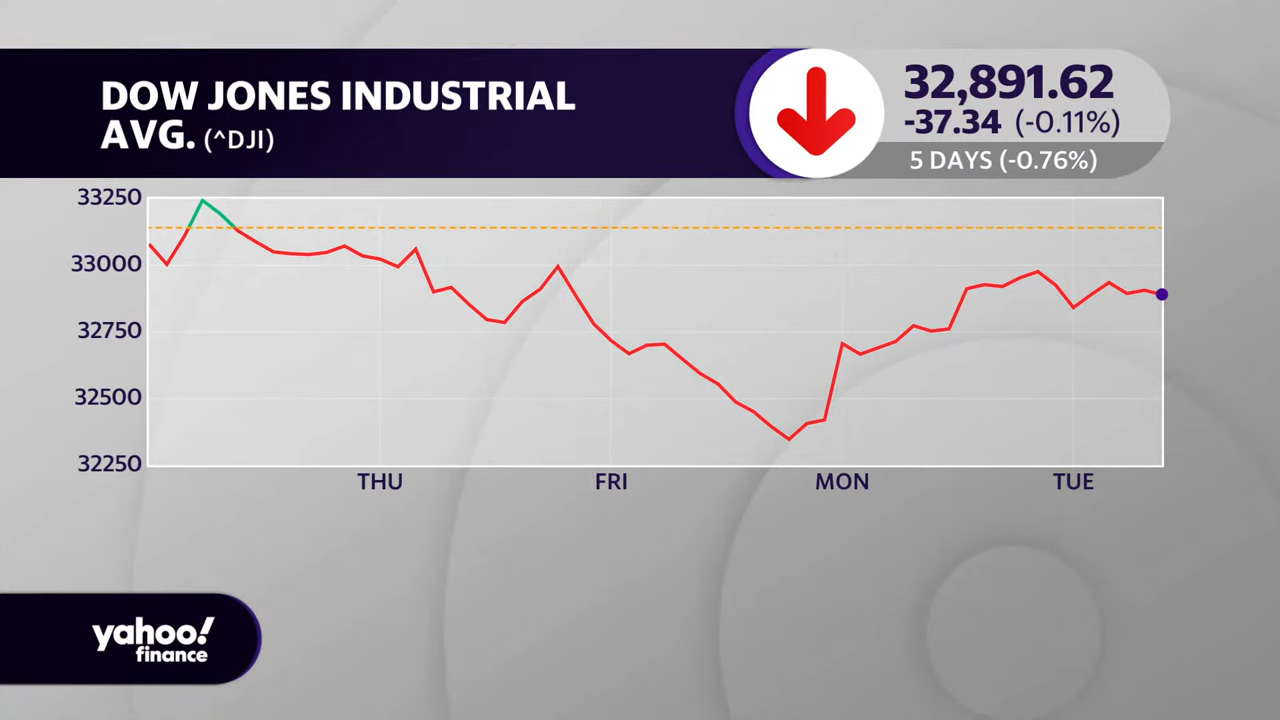 DOW JONES INDUSTRIAL
AVG. (^DJI)
32,891.62
-37.34 (-0.11%)
5 DAYS (-0.76%)
33250
33000
32750
32500
32250
THU FRI MON TUE
yahoo!
finance